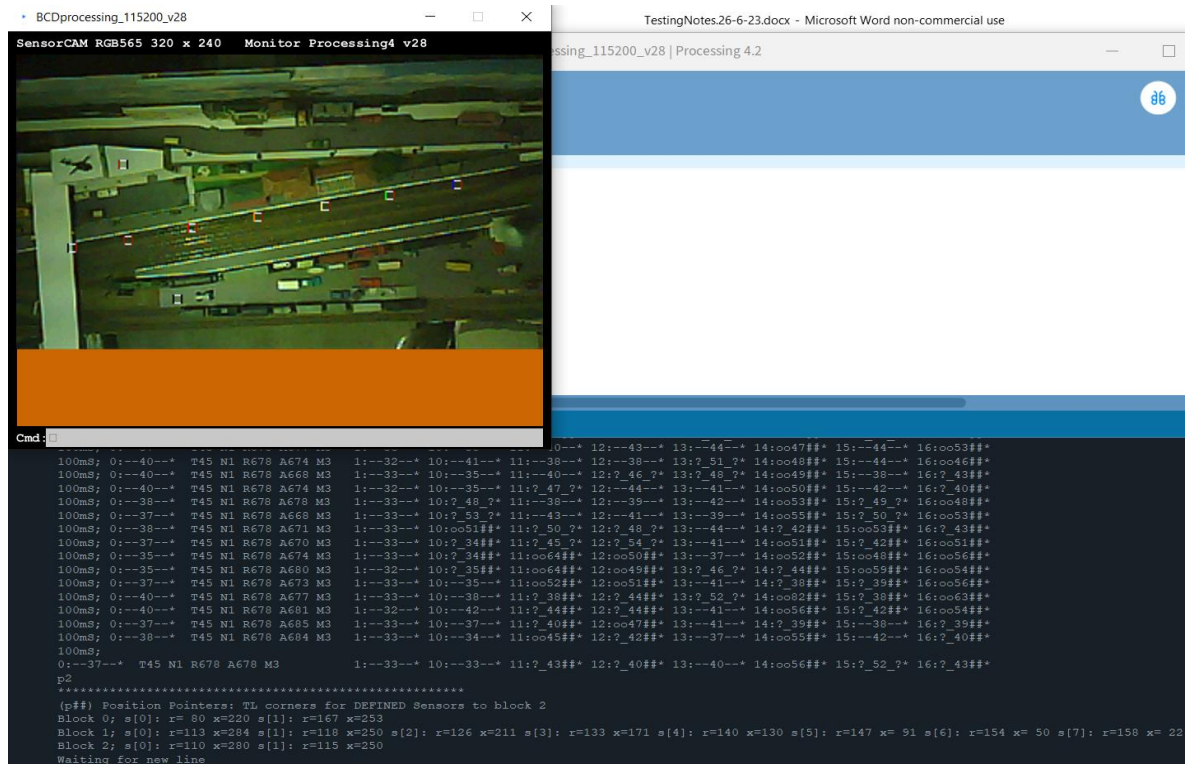 BCDprocessing_115200_v28
TestingNotes.26-6-23.docx - Microsoft Word non-commercial use
SensorCAM RGB565 320 x 240 Monitor Processing4 v28
essing_115200_v28 | Processing 4.2
Cmd:
12:--43--* 13:--44--* 14:oo47##* 15:--38--* 16:oo53##*
100mS; 0:--40--* T45 N1 R678 A674 M3 1:--32--* 10:--41--* 11:--38--* 12:--38--* 13:?_51_?* 14:oo48##* 15:--44--* 16:oo46##*
100mS; 0:--40--* T45 N1 R678 A674 M3 1:--32--* 10:--35--* 11:--40--* 12:?_46_?* 13:?_48_?* 14:oo49##* 15:--38--* 16:?_43##*
100mS; 0:--40--* T45 N1 R678 A668 M3 1:--32--* 10:--35--* 11:?_47_?* 12:--44--* 13:--41--* 14:oo50##* 15:--42--* 16:?_40##*
100mS; 0:--38--* T45 N1 R678 A678 M3 1:--33--* 10:?_48_?* 11:--38--* 12:--39--* 13:--42--* 14:oo53##* 15:?_49_?* 16:oo48##*
100mS; 0:--37--* T45 N1 R678 A668 M3 1:--33--* 10:?_53_?* 11:--43--* 12:--41--* 13:--39--* 14:oo55##* 15:?_50_?* 16:oo53##*
100mS; 0:--38--* T45 N1 R678 A671 M3 1:--33--* 10:oo51##* 11:?_50_?* 12:?_48_?* 13:--44--* 14:?_42##* 15:oo53##* 16:?_43##*
100mS; 0:--37--* T45 N1 R678 A670 M3 1:--33--* 10:?_34##* 11:?_45_?* 12:?_54_?* 13:--41--* 14:oo51##* 15:?_42##* 16:oo51##*
100mS; 0:--35--* T45 N1 R678 A674 M3 1:--33--* 10:?_34##* 11:oo64##* 12:oo50##* 13:--37--* 14:oo52##* 15:oo48##* 16:oo56##*
100mS; 0:--35--* T45 N1 R678 A680 M3 1:--32--* 10:?_35##* 11:oo64##* 12:oo49##* 13:?_46_?* 14:?_44##* 15:oo59##* 16:oo54##*
100mS; 0:--37--* T45 N1 R678 A673 M3 1:--33--* 10:--35--* 11:oo52##* 12:oo51##* 13:--41--* 14:?_38##* 15:?_39##* 16:oo56##*
100mS; 0:--40--* T45 N1 R678 A677 M3 1:--33--* 10:--38--* 11:?_38##* 12:?_44##* 13:?_52_?* 14:oo82##* 15:?_38##* 16:oo63##*
100mS; 0:--40--* T45 N1 R678 A681 M3 1:--32--* 10:--42--* 11:?_44##* 12:?_44##* 13:--41--* 14:oo56##* 15:?_42##* 16:oo54##*
100mS; 0:--37--* T45 N1 R678 A685 M3 1:--33--* 10:--37--* 11:?_40##* 12:oo47##* 13:--41--* 14:?_39##* 15:--38--* 16:?_39##*
100mS; 0:--38--* T45 N1 R678 A684 M3 1:--33--* 10:--34--* 11:oo45##* 12:?_42##* 13:--37--* 14:oo55##* 15:--42--* 16:?_40##*
100mS;
0:--37--* T45 N1 R678 A678 M3 1:--33--* 10:--33--* 11:?_43##* 12:?_40##* 13:--40--* 14:oo56##* 15:?_52_?* 16:?_43##*
p2
*******************************************************
(p##) Position Pointers: TL corners for DEFINED Sensors to block 2
Block 0; s[0]: r= 80 x=220 s[1]: r=167 x=253
Block 1; s[0]: r=113 x=284 s[1]: r=118 x=250 s[2]: r=126 x=211 s[3]: r=133 x=171 s[4]: r=140 x=130 s[5]: r=147 x= 91 s[6]: r=154 x= 50 s[7]: r=158 x= 22
Block 2; s[0]: r=110 x=280 s[1]: r=115 x=250
Waiting for new line